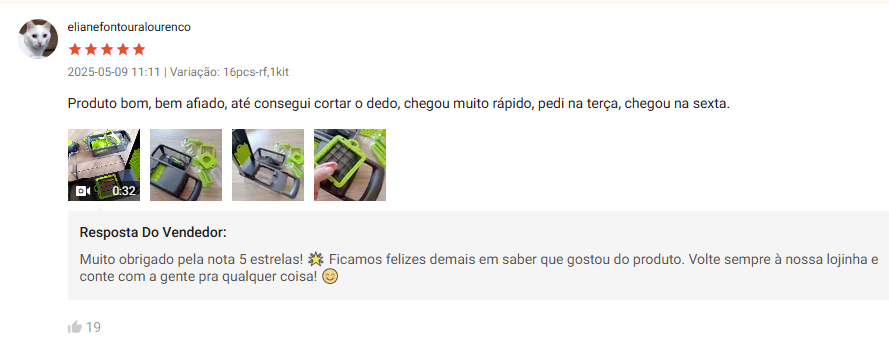 elianefontouralourenco
2025-05-09 11:11 | Variação: 16pcs-rf,1kit
Produto bom, bem afiado, até consegui cortar o dedo, chegou muito rápido, pedi na terça, chegou na sexta.
0:32
Resposta Do Vendedor:
Muito obrigado pela nota 5 estrelas! 🌟 Ficamos felizes demais em saber que gostou do produto. Volte sempre à nossa lojinha e
conte com a gente pra qualquer coisa! 😊
19